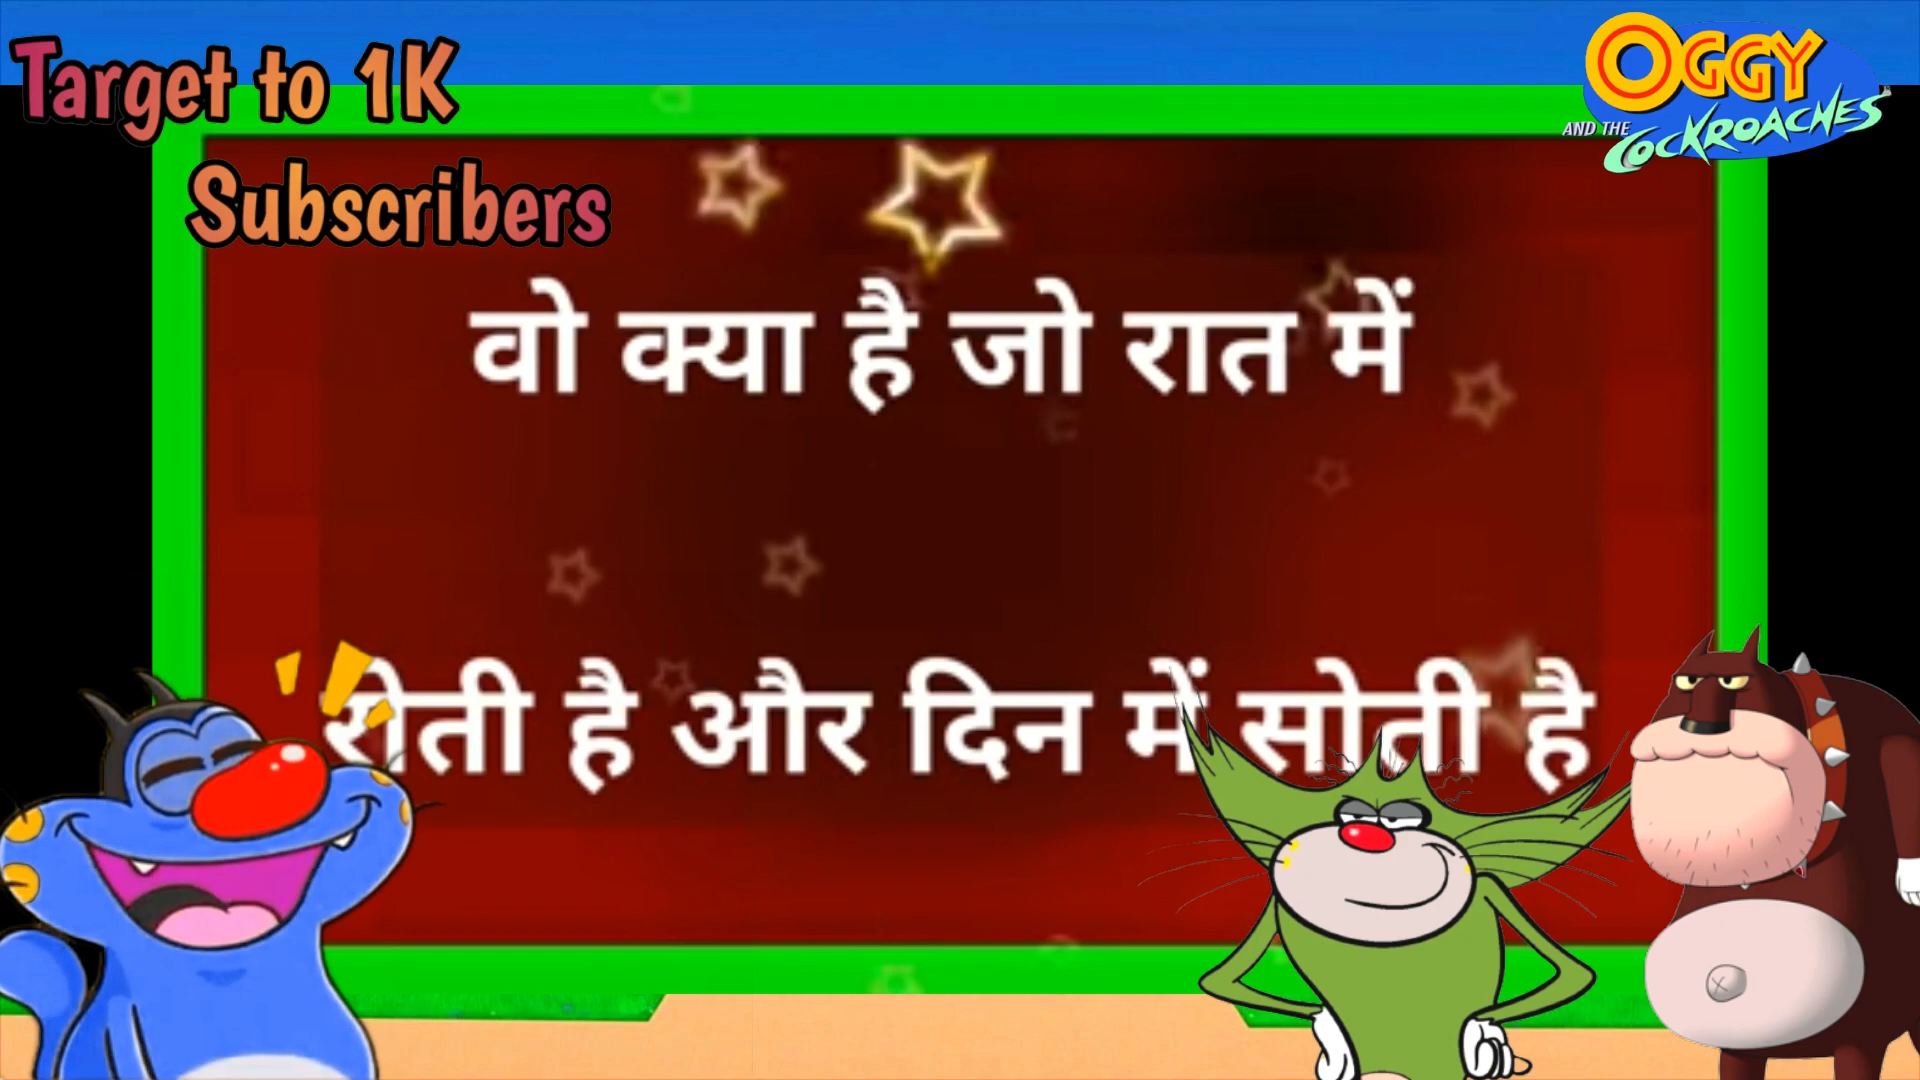 Target to 1K
Subscribers
OGGY
AND THE
COCKROACHES
वो क्या है जो रात में
रोती है और दिन में सोती है